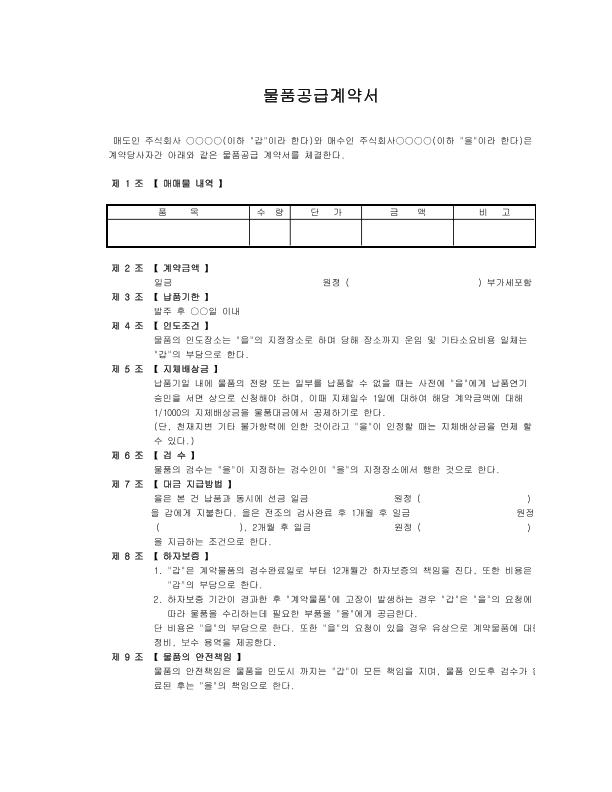 물품공급계약서
매도인 주식회사 ○○○○(이하 "갑"이라 한다)와 매수인 주식회사○○○○(이하 "을"이라 한다)은
계약당사자간 아래와 같은 물품공급 계약서를 체결한다.
제 1 조 【 매매물 내역 】
품 목 수 량 단 가 금 액 비 고
제 2 조 【 계약금액 】
일금 원정 ( ) 부가세포함
제 3 조 【 납품기한 】
발주 후 ○○일 이내
제 4 조 【 인도조건 】
물품의 인도장소는 "을"의 지정장소로 하며 당해 장소까지 운임 및 기타소요비용 일체는
"갑"의 부담으로 한다.
제 5 조 【 지체배상금 】
납품기일 내에 물품의 전량 또는 일부를 납품할 수 없을 때는 사전에 "을"에게 납품연기
승인을 서면 상으로 신청해야 하며, 이때 지체일수 1일에 대하여 해당 계약금액에 대해
1/1000의 지체배상금을 물품대금에서 공제하기로 한다.
(단, 천재지변 기타 불가항력에 인한 것이라고 "을"이 인정할 때는 지체배상금을 면제 할
수 있다.)
제 6 조 【 검 수 】
물품의 검수는 "을"이 지정하는 검수인이 "을"의 지정장소에서 행한 것으로 한다.
제 7 조 【 대금 지급방법 】
을은 본 건 납품과 동시에 선금 일금 원정 ( )
을 갑에게 지불한다. 을은 전조의 검사완료 후 1개월 후 일금 원정
( ), 2개월 후 일금 원정 ( )
을 지급하는 조건으로 한다.
제 8 조 【 하자보증 】
1. "갑"은 계약물품의 검수완료일로 부터 12개월간 하자보증의 책임을 진다. 또한 비용은
"갑"의 부담으로 한다.
2. 하자보증 기간이 경과한 후 "계약물품"에 고장이 발생하는 경우 "갑"은 "을"의 요청에
따라 물품을 수리하는데 필요한 부품을 "을"에게 공급한다.
단 비용은 "을"의 부담으로 한다. 또한 "을"의 요청이 있을 경우 유상으로 계약물품에 대한
정비, 보수 용역을 제공한다.
제 9 조 【 물품의 안전책임 】
물품의 안전책임은 물품을 인도시 까지는 "갑"이 모든 책임을 지며, 물품 인도후 검수가 완
료된 후는 "을"의 책임으로 한다.